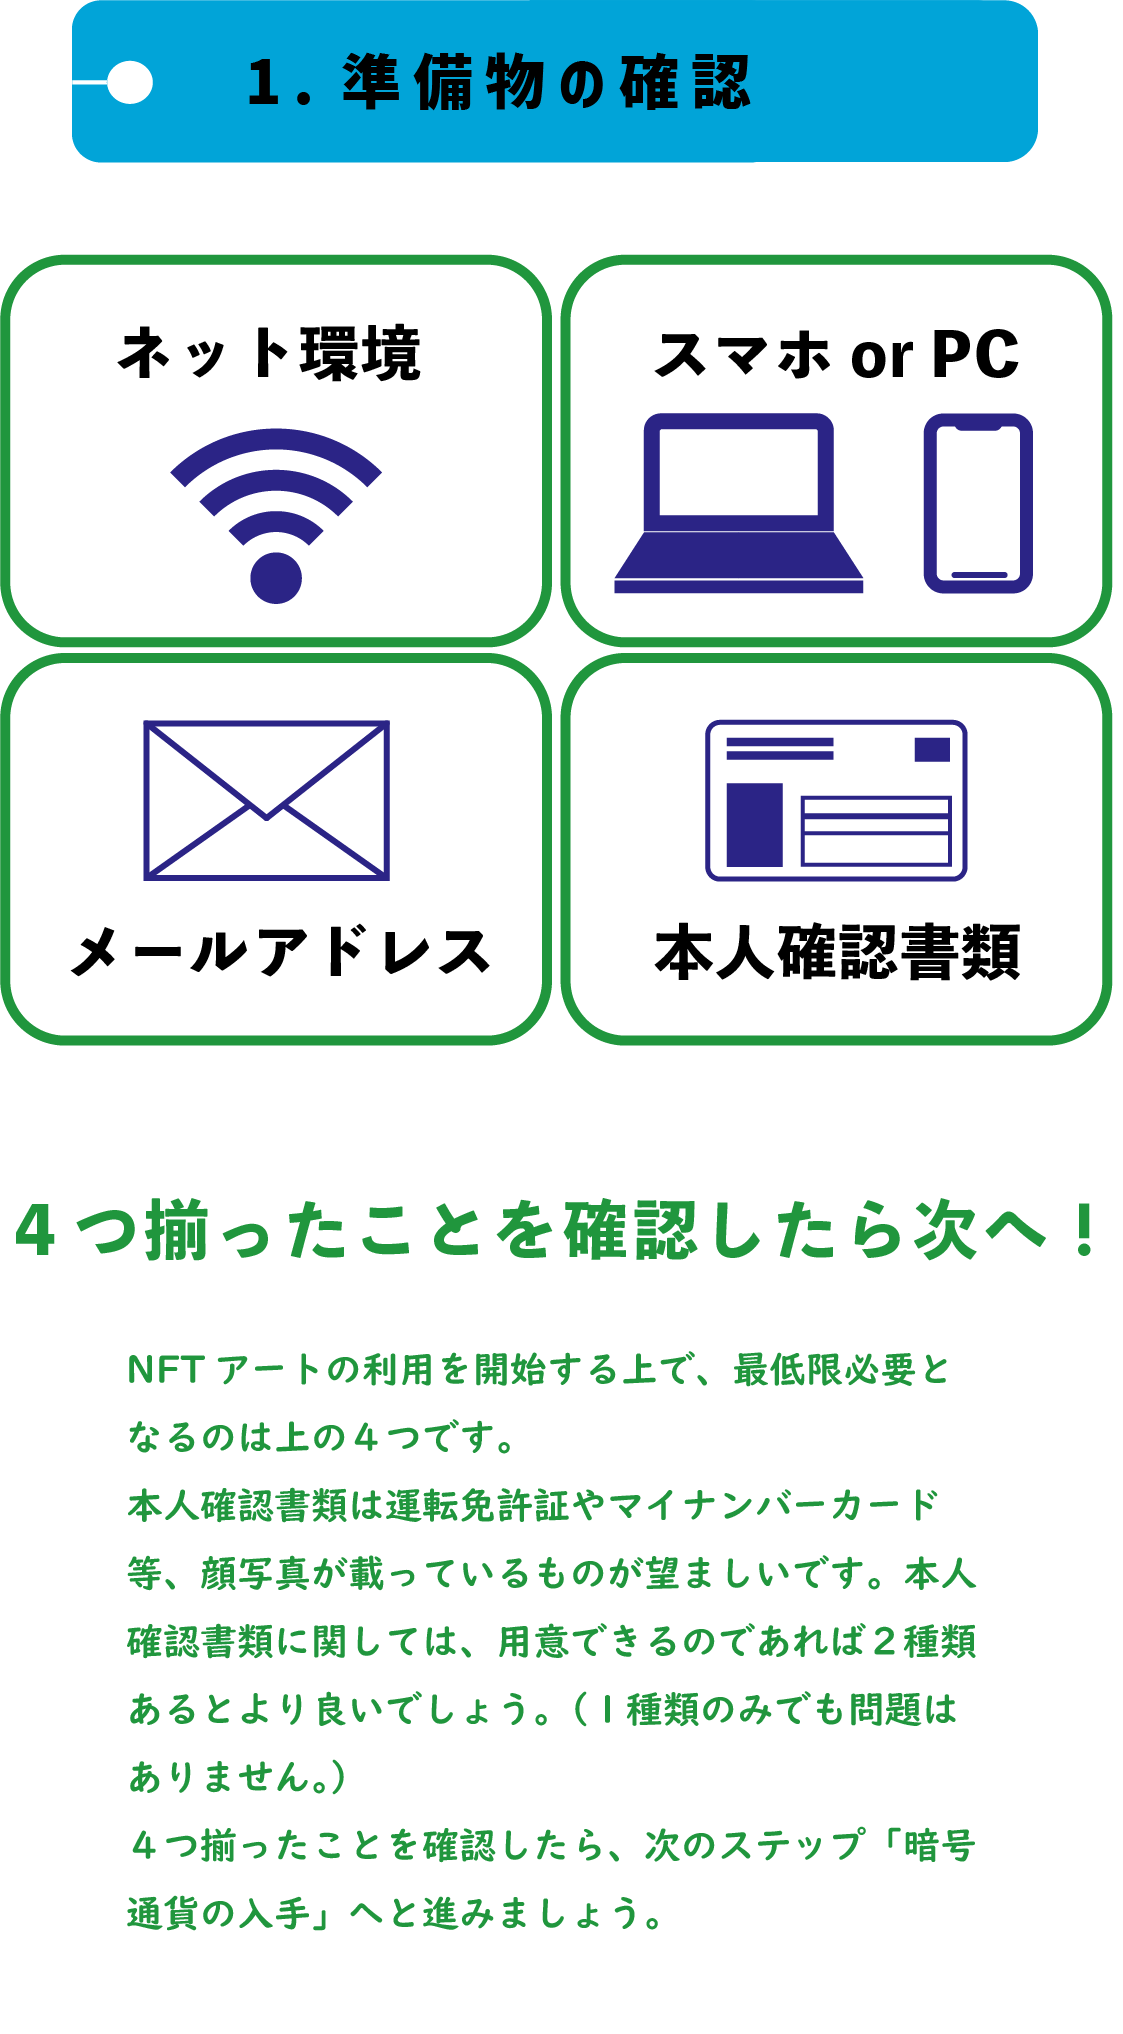 1. 準備物の確認
ネット環境
スマホ or PC
メールアドレス
本人確認書類
4つ揃ったことを確認したら次へ！
NFTアートの利用を開始する上で、最低限必要と
なるのは上の４つです。
本人確認書類は運転免許証やマイナンバーカード
等、顔写真が載っているものが望ましいです。本人
確認書類に関しては、用意できるのであれば２種類
あるとより良いでしょう。（１種類のみでも問題は
ありません。）
４つ揃ったことを確認したら、次のステップ「暗号
通貨の入手」へと進みましょう。